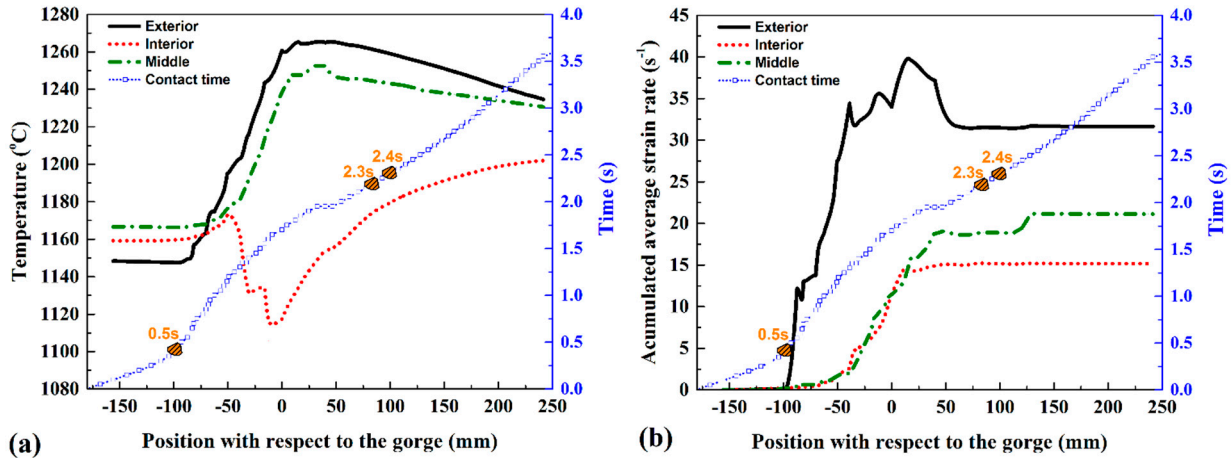 1280
1260
1240
1220
1200
1180
1160
1140
1120
1100
1080
Temperature (°C)
Exterior
Interior
Middle
Contact time
0.5s
2.3s
2.4s
4.0
3.5
3.0
2.5
2.0
1.5
1.0
0.5
0.0
Time (s)
-150 -100 -50 0 50 100 150 200 250
Position with respect to the gorge (mm)
(a)
45
40
35
30
25
20
15
10
5
0
Acumulated average strain rate (s⁻¹)
Exterior
Interior
Middle
Contact time
0.5s
2.3s
2.4s
4.0
3.5
3.0
2.5
2.0
1.5
1.0
0.5
0.0
Time (s)
-150 -100 -50 0 50 100 150 200 250
Position with respect to the gorge (mm)
(b)